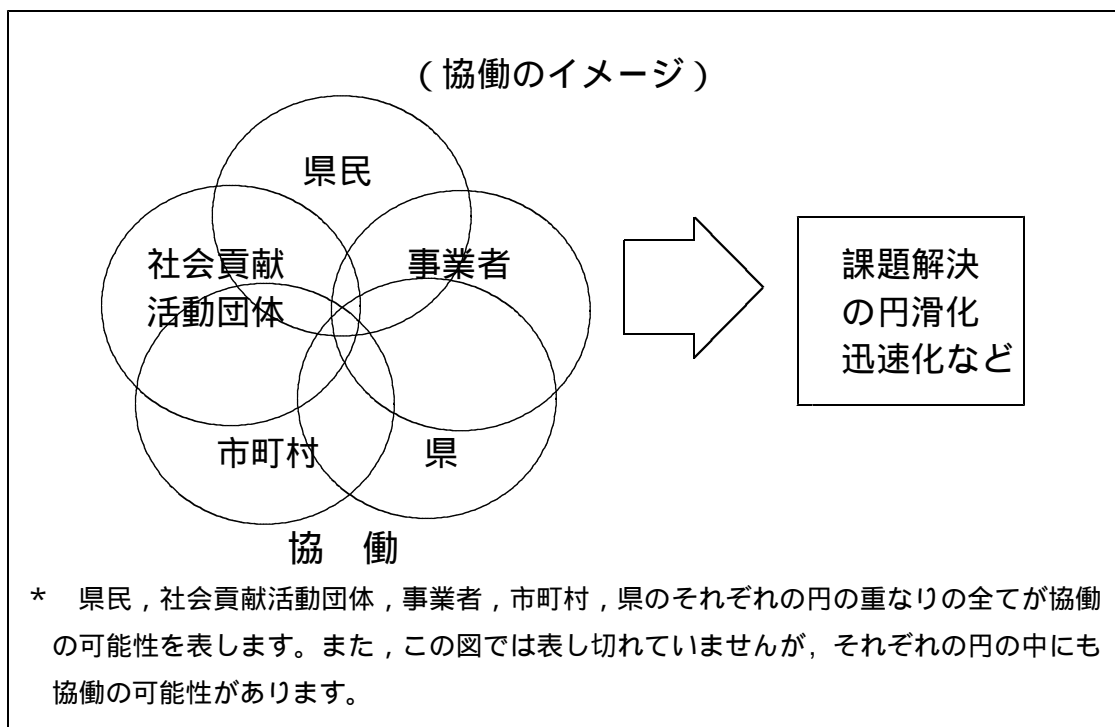 （協働のイメージ）
県民
社会貢献
活動団体
事業者
市町村
県
協　働
課題解決
の円滑化
迅速化など
*　県民，社会貢献活動団体，事業者，市町村，県のそれぞれの円の重なりの全てが協働
の可能性を表します。また，この図では表し切れていませんが，それぞれの円の中にも
協働の可能性があります。